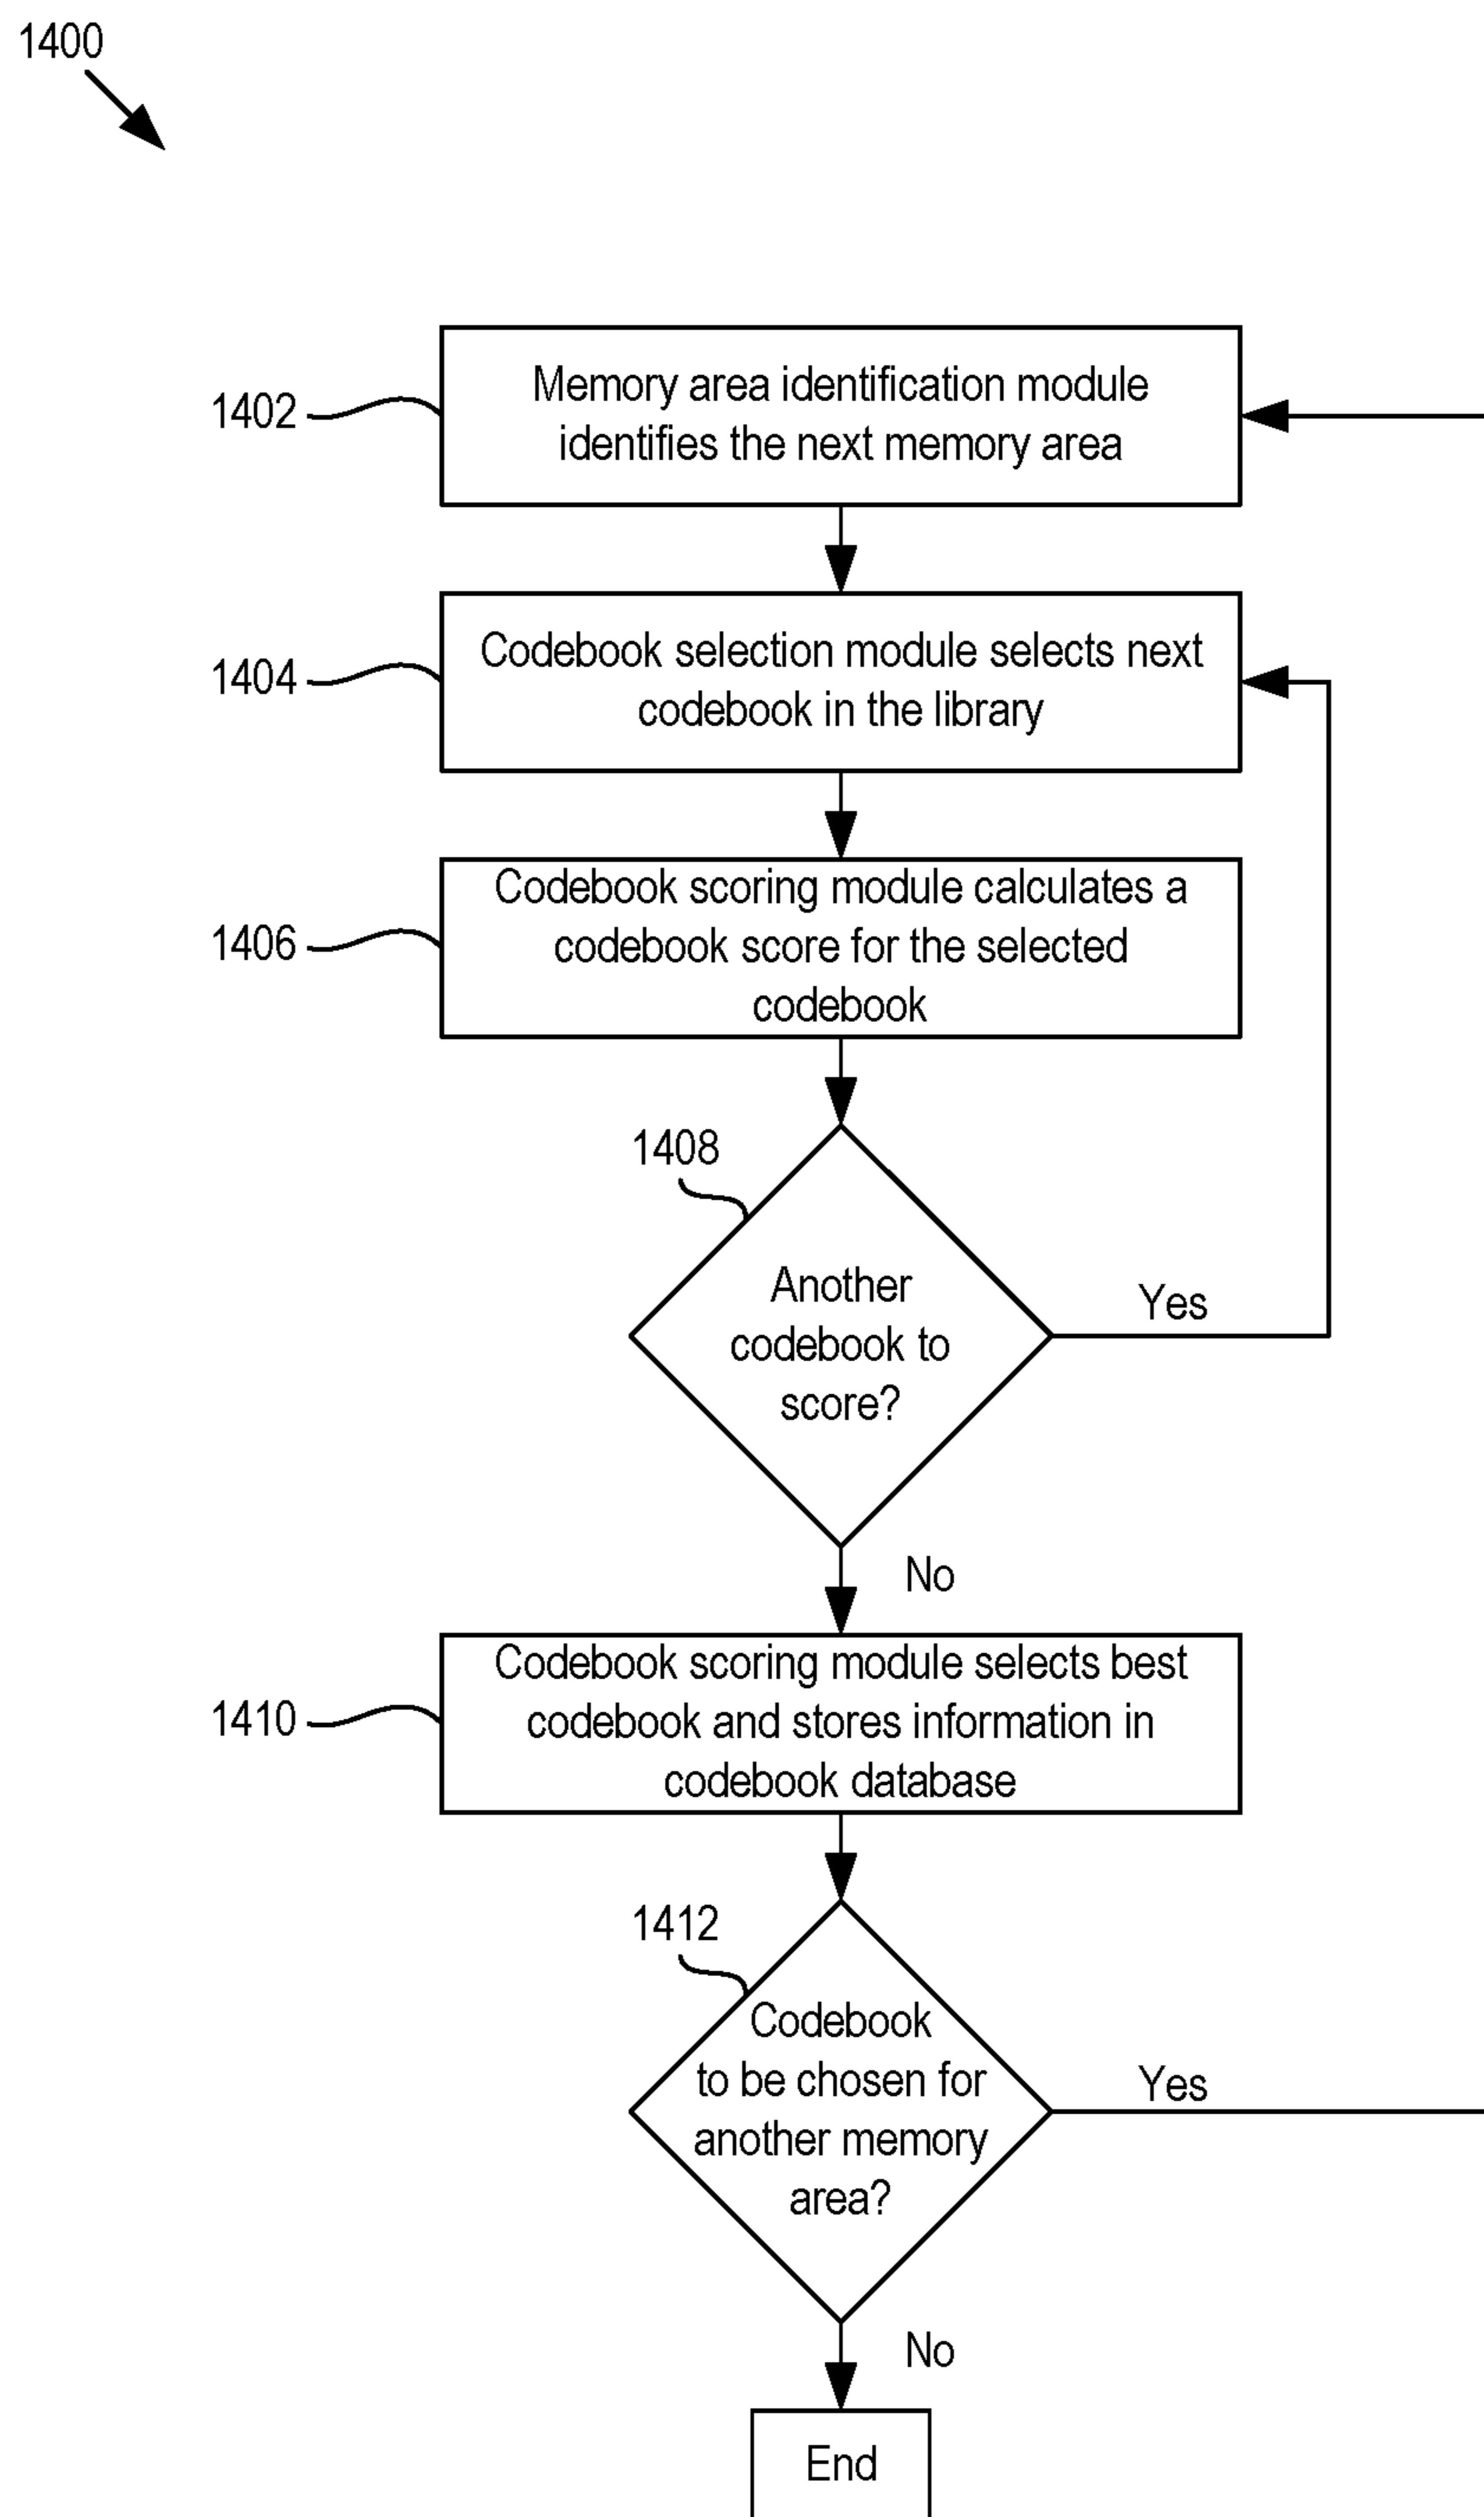 1400
1402
Memory area identification module
identifies the next memory area
1404
Codebook selection module selects next
codebook in the library
1406
Codebook scoring module calculates a
codebook score for the selected
codebook
1408
Another
codebook to
score?
Yes
No
1410
Codebook scoring module selects best
codebook and stores information in
codebook database
1412
Codebook
to be chosen for
another memory
area?
Yes
No
End